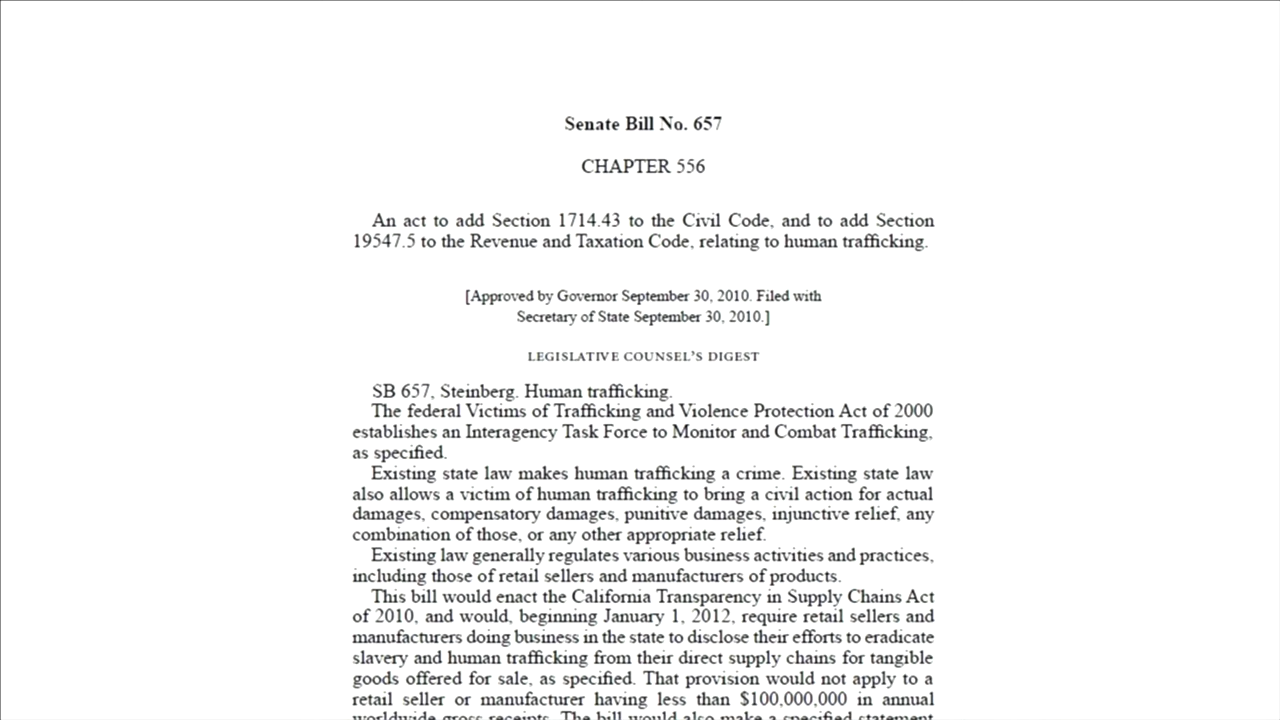 Senate Bill No. 657
CHAPTER 556
An act to add Section 1714.43 to the Civil Code, and to add Section
19547.5 to the Revenue and Taxation Code, relating to human trafficking.
[Approved by Governor September 30, 2010. Filed with
Secretary of State September 30, 2010.]
LEGISLATIVE COUNSEL'S DIGEST
SB 657, Steinberg. Human trafficking.
The federal Victims of Trafficking and Violence Protection Act of 2000
establishes an Interagency Task Force to Monitor and Combat Trafficking,
as specified.
Existing state law makes human trafficking a crime. Existing state law
also allows a victim of human trafficking to bring a civil action for actual
damages, compensatory damages, punitive damages, injunctive relief, any
combination of those, or any other appropriate relief.
Existing law generally regulates various business activities and practices,
including those of retail sellers and manufacturers of products.
This bill would enact the California Transparency in Supply Chains Act
of 2010, and would, beginning January 1, 2012, require retail sellers and
manufacturers doing business in the state to disclose their efforts to eradicate
slavery and human trafficking from their direct supply chains for tangible
goods offered for sale, as specified. That provision would not apply to a
retail seller or manufacturer having less than $100,000,000 in annual
worldwide gross receipts. The bill would also make a specified statement